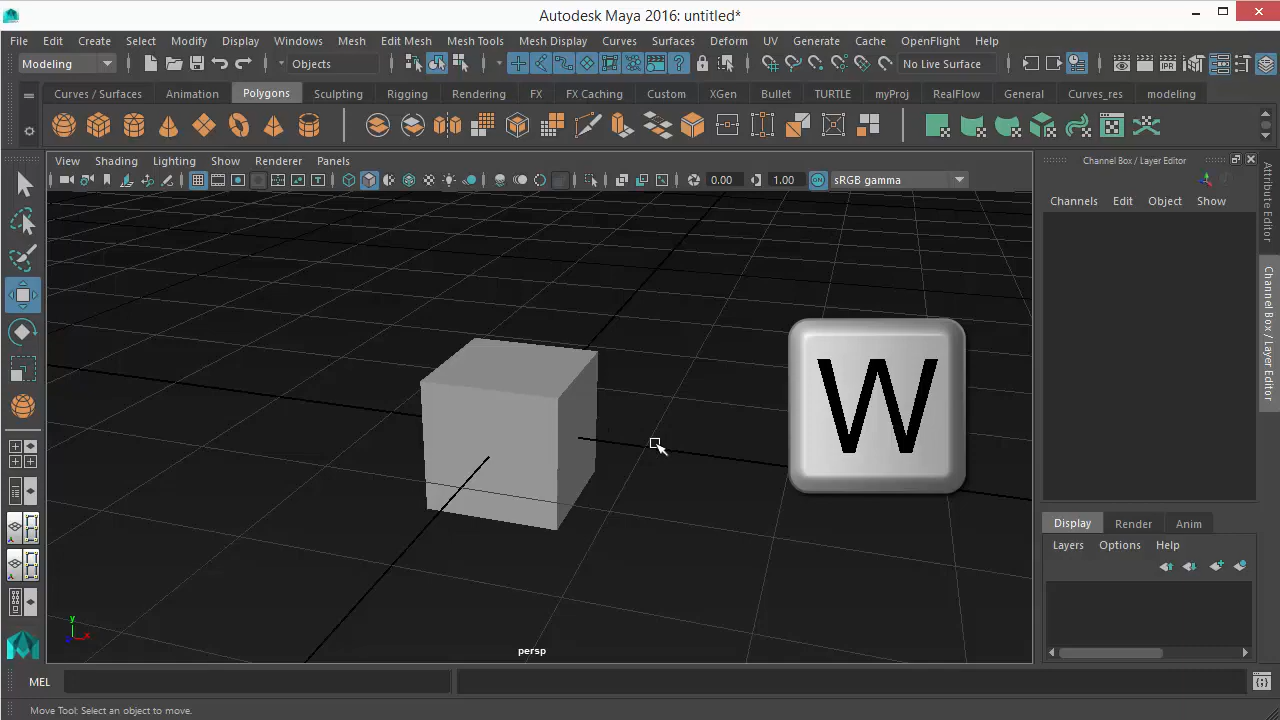 Autodesk Maya 2016: untitled*
File Edit Create Select Modify Display Windows Mesh Edit Mesh Mesh Tools Mesh Display Curves Surfaces Deform UV Generate Cache OpenFlight Help
Modeling Objects No Live Surface
Curves / Surfaces Animation Polygons Sculpting Rigging Rendering FX FX Caching Custom XGen Bullet TURTLE myProj RealFlow General Curves_res modeling
View Shading Lighting Show Renderer Panels
0.00 1.00 ON sRGB gamma
Channel Box / Layer Editor
Channels Edit Object Show
Attribute Editor
Channel Box / Layer Editor
W
Display Render Anim
Layers Options Help
y
z x
persp
MEL
Move Tool: Select an object to move.